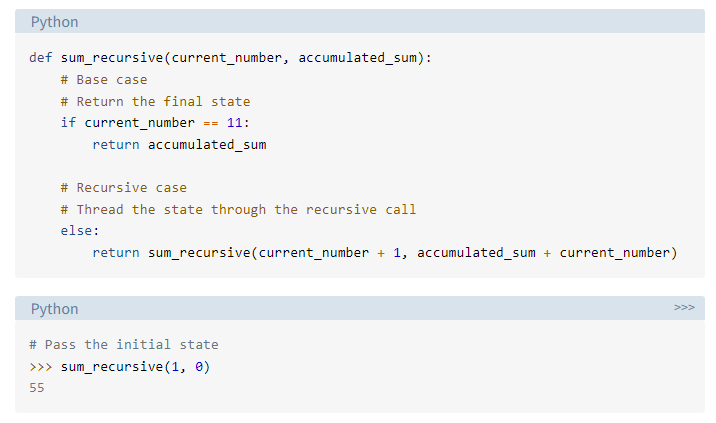 Python
def sum_recursive(current_number, accumulated_sum):
    # Base case
    # Return the final state
    if current_number == 11:
        return accumulated_sum

    # Recursive case
    # Thread the state through the recursive call
    else:
        return sum_recursive(current_number + 1, accumulated_sum + current_number)
Python >>>
# Pass the initial state
>>> sum_recursive(1, 0)
55